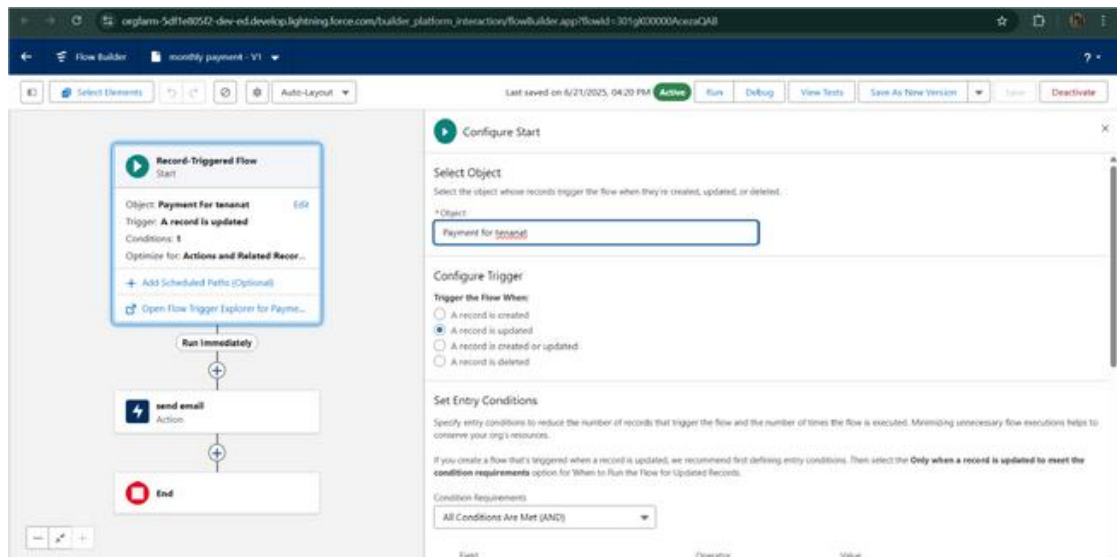 orgfarm-5df1e805f2-dev-ed.develop.lightning.force.com/builder_platform_interaction/flowBuilder.app?flowId=
Flow Builder
monthly payment - V1
?
Select Elements
Auto-Layout
Last saved on 6/21/2025, 04:20 PM
Active
Run
Debug
View Tests
Save As New Version
Save
Deactivate
Record-Triggered Flow
Start
Object: Payment for tenanat
Edit
Trigger: A record is updated
Conditions: 1
Optimize for: Actions and Related Recor...
+ Add Scheduled Paths (Optional)
Open Flow Trigger Explorer for Payme...
Run Immediately
send email
Action
End
Configure Start
Select Object
Select the object whose records trigger the flow when they're created, updated, or deleted.
*Object
Payment for tenanat
Configure Trigger
Trigger the Flow When:
A record is created
A record is updated
A record is created or updated
A record is deleted
Set Entry Conditions
Specify entry conditions to reduce the number of records that trigger the flow and the number of times the flow is executed. Minimizing unnecessary flow executions helps to
conserve your org's resources.
If you create a flow that's triggered when a record is updated, we recommend first defining entry conditions. Then select the Only when a record is updated to meet the
condition requirements option for When to Run the Flow for Updated Records.
Condition Requirements
All Conditions Are Met (AND)
Field
Operator
Value